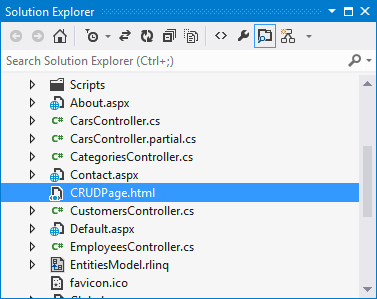 Solution Explorer
Search Solution Explorer (Ctrl+;)
Scripts
About.aspx
C# CarsController.cs
C# CarsController.partial.cs
C# CategoriesController.cs
Contact.aspx
CRUDPage.html
C# CustomersController.cs
Default.aspx
C# EmployeesController.cs
EntitiesModel.rlinq
favicon.ico